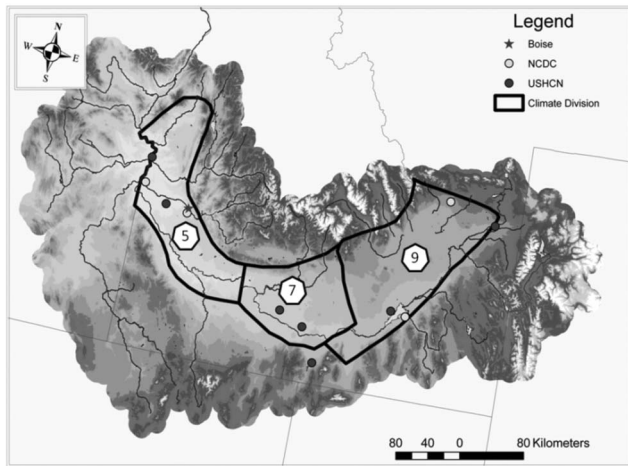 N
W E
S
Legend
Boise
NCDC
USHCN
Climate Division
5
7
9
80 40 0 80 Kilometers